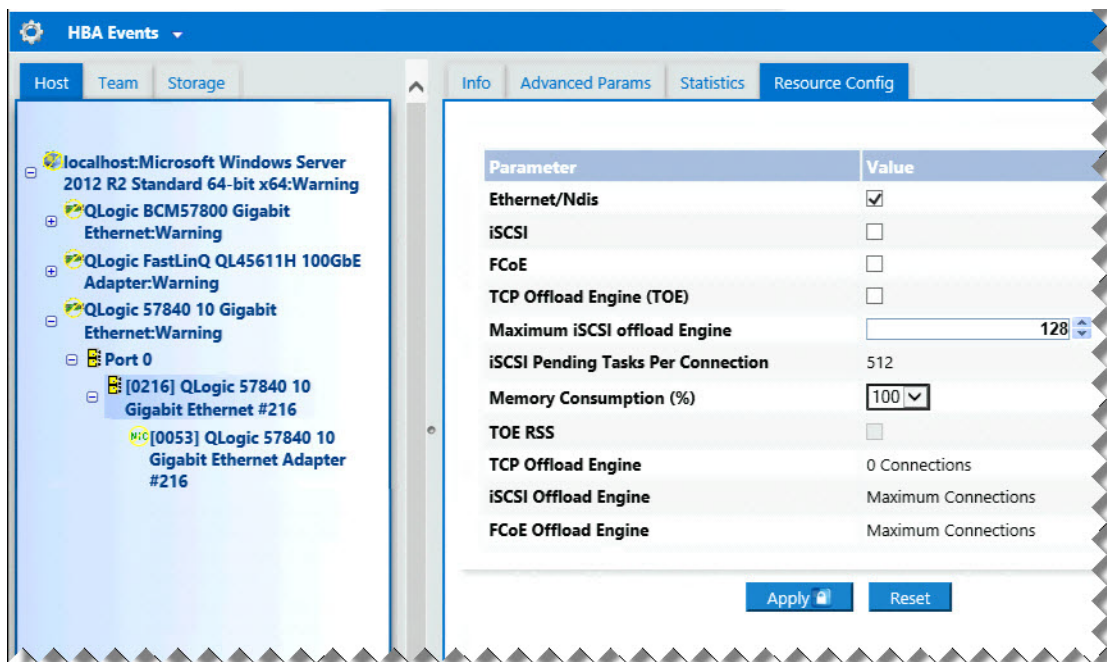 HBA Events
Host Team Storage
localhost:Microsoft Windows Server
2012 R2 Standard 64-bit x64:Warning
QLogic BCM57800 Gigabit
Ethernet:Warning
QLogic FastLinQ QL45611H 100GbE
Adapter:Warning
QLogic 57840 10 Gigabit
Ethernet:Warning
Port 0
[0216] QLogic 57840 10
Gigabit Ethernet #216
NIC [0053] QLogic 57840 10
Gigabit Ethernet Adapter
#216
Info Advanced Params Statistics Resource Config
Parameter Value
Ethernet/Ndis
iSCSI
FCoE
TCP Offload Engine (TOE)
Maximum iSCSI offload Engine 128
iSCSI Pending Tasks Per Connection 512
Memory Consumption (%) 100
TOE RSS
TCP Offload Engine 0 Connections
iSCSI Offload Engine Maximum Connections
FCoE Offload Engine Maximum Connections
Apply Reset